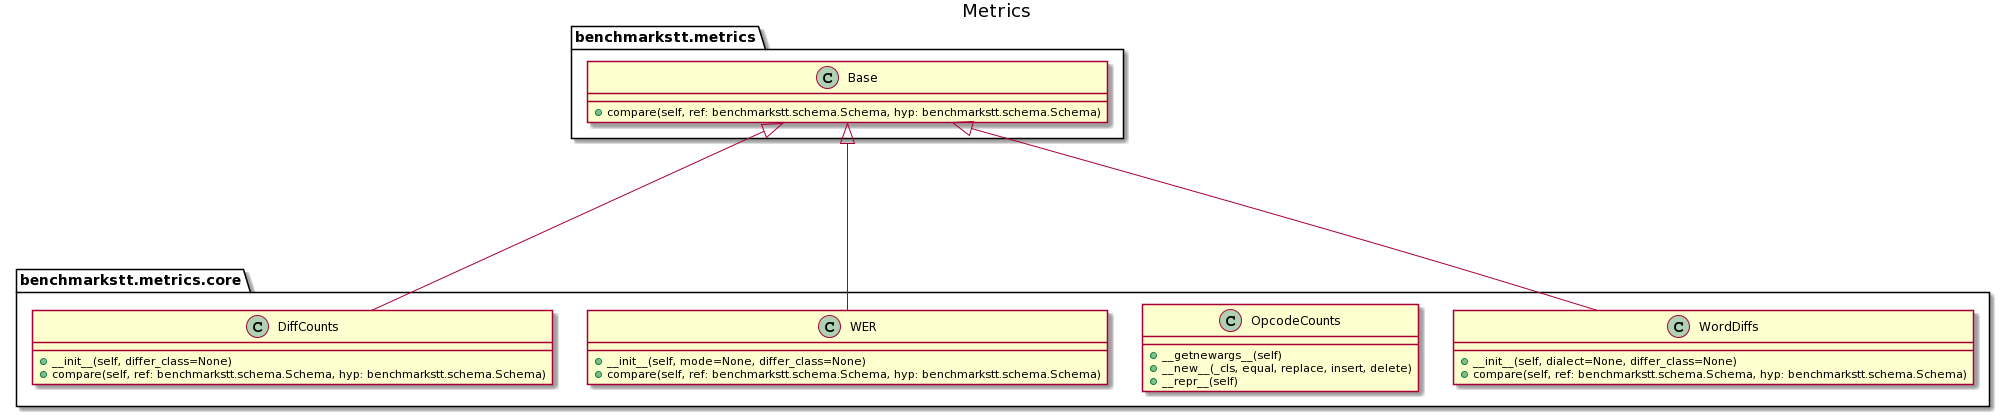 Metrics
benchmarkstt.metrics
C Base
compare(self, ref: benchmarkstt.schema.Schema, hyp: benchmarkstt.schema.Schema)
benchmarkstt.metrics.core
C DiffCounts
__init__(self, differ_class=None)
compare(self, ref: benchmarkstt.schema.Schema, hyp: benchmarkstt.schema.Schema)
C WER
__init__(self, mode=None, differ_class=None)
compare(self, ref: benchmarkstt.schema.Schema, hyp: benchmarkstt.schema.Schema)
C OpcodeCounts
__getnewargs__(self)
__new__(_cls, equal, replace, insert, delete)
__repr__(self)
C WordDiffs
__init__(self, dialect=None, differ_class=None)
compare(self, ref: benchmarkstt.schema.Schema, hyp: benchmarkstt.schema.Schema)